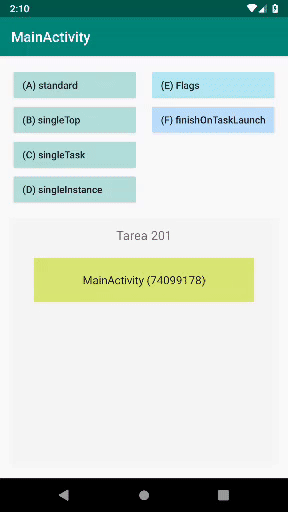 2:10
MainActivity
(A) standard
(E) Flags
(B) singleTop
(F) finishOnTaskLaunch
(C) singleTask
(D) singleInstance
Tarea 201
MainActivity (74099178)